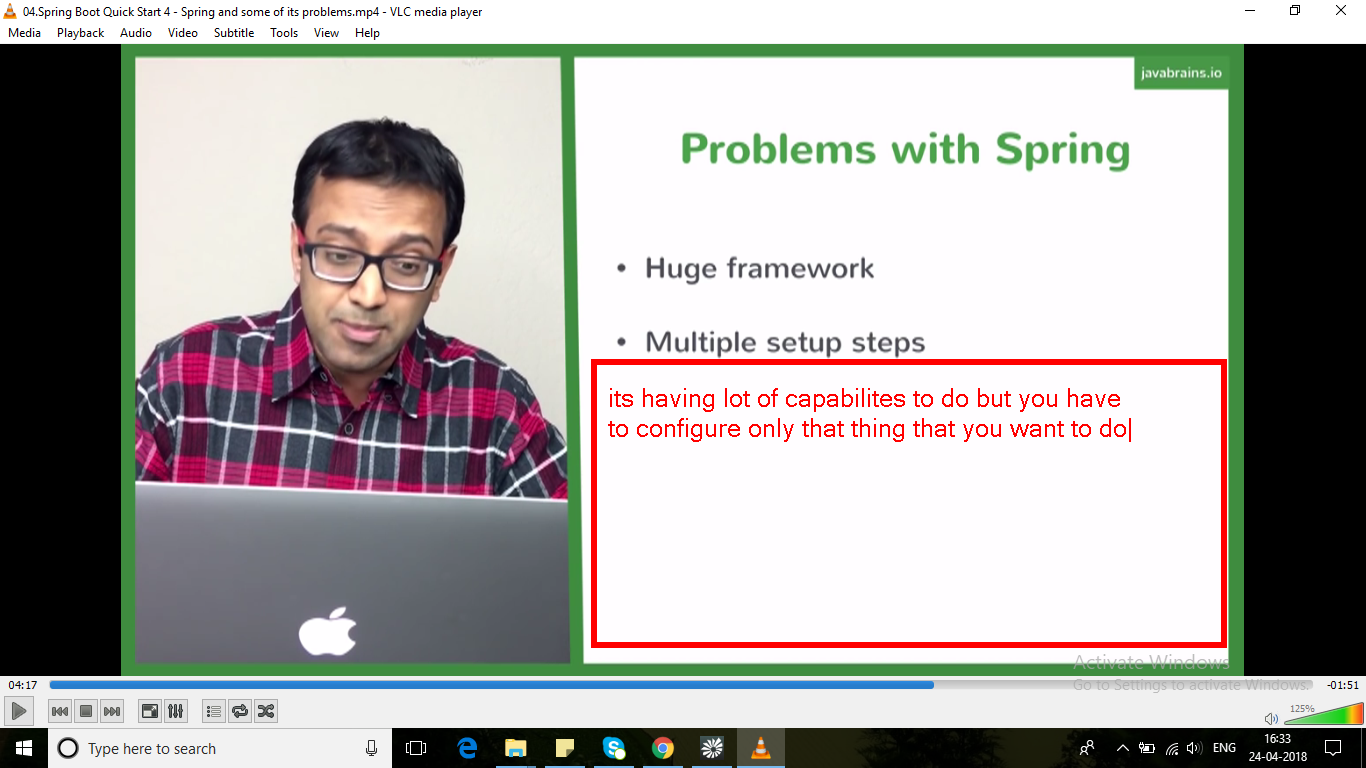 04.Spring Boot Quick Start 4 - Spring and some of its problems.mp4 - VLC media player
Media Playback Audio Video Subtitle Tools View Help
javabrains.io
Problems with Spring
• Huge framework
• Multiple setup steps
its having lot of capabilites to do but you have
to configure only that thing that you want to do
Activate Windows
Go to Settings to activate Windows.
04:17
-01:51
125%
Type here to search
ENG
16:33
24-04-2018